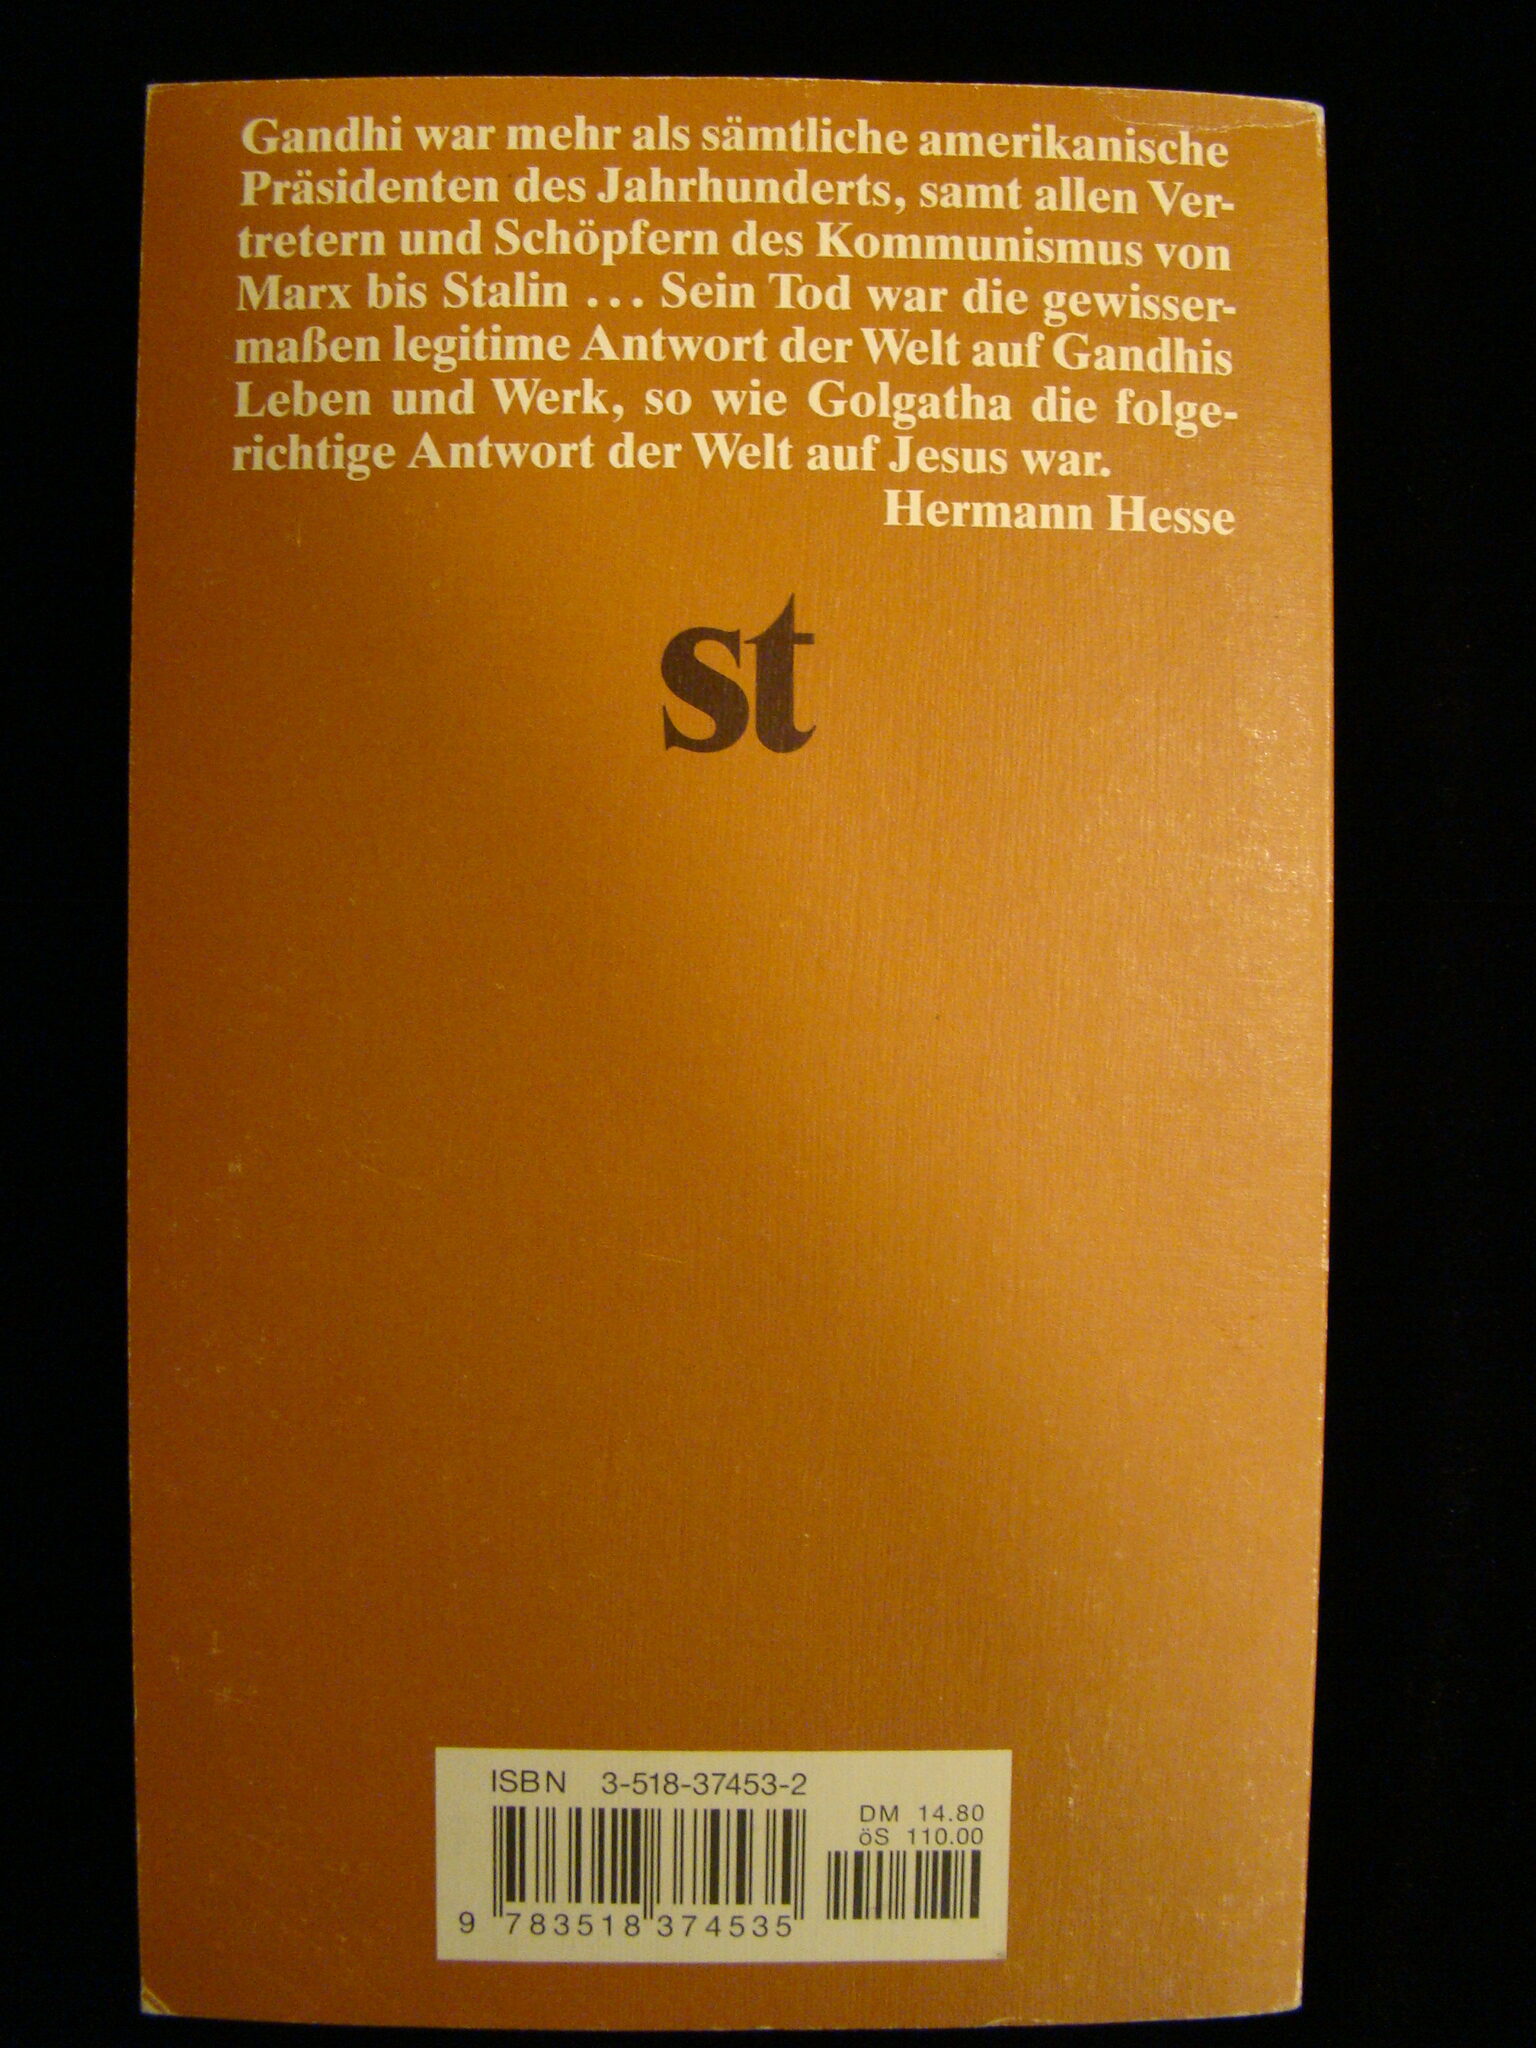 Gandhi war mehr als sämtliche amerikanische
Präsidenten des Jahrhunderts, samt allen Ver-
tretern und Schöpfern des Kommunismus von
Marx bis Stalin ... Sein Tod war die gewisser-
maßen legitime Antwort der Welt auf Gandhis
Leben und Werk, so wie Golgatha die folge-
richtige Antwort der Welt auf Jesus war.
Hermann Hesse
st
ISBN 3-518-37453-2
DM 14.80
öS 110.00
9 783518 374535